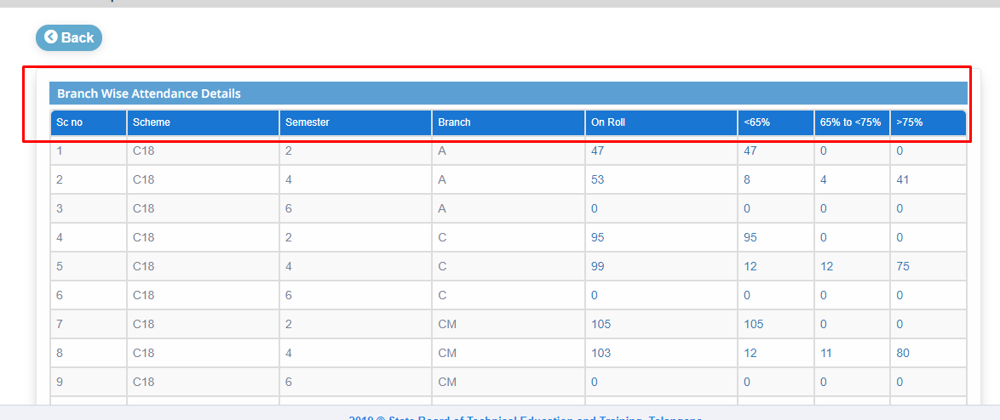 Back
Branch Wise Attendance Details
Sc no Scheme Semester Branch On Roll <65% 65% to <75% >75%
1 C18 2 A 47 47 0 0
2 C18 4 A 53 8 4 41
3 C18 6 A 0 0 0 0
4 C18 2 C 95 95 0 0
5 C18 4 C 99 12 12 75
6 C18 6 C 0 0 0 0
7 C18 2 CM 105 105 0 0
8 C18 4 CM 103 12 11 80
9 C18 6 CM 0 0 0 0
2019 © State Board of Technical Education and Training, Telangana